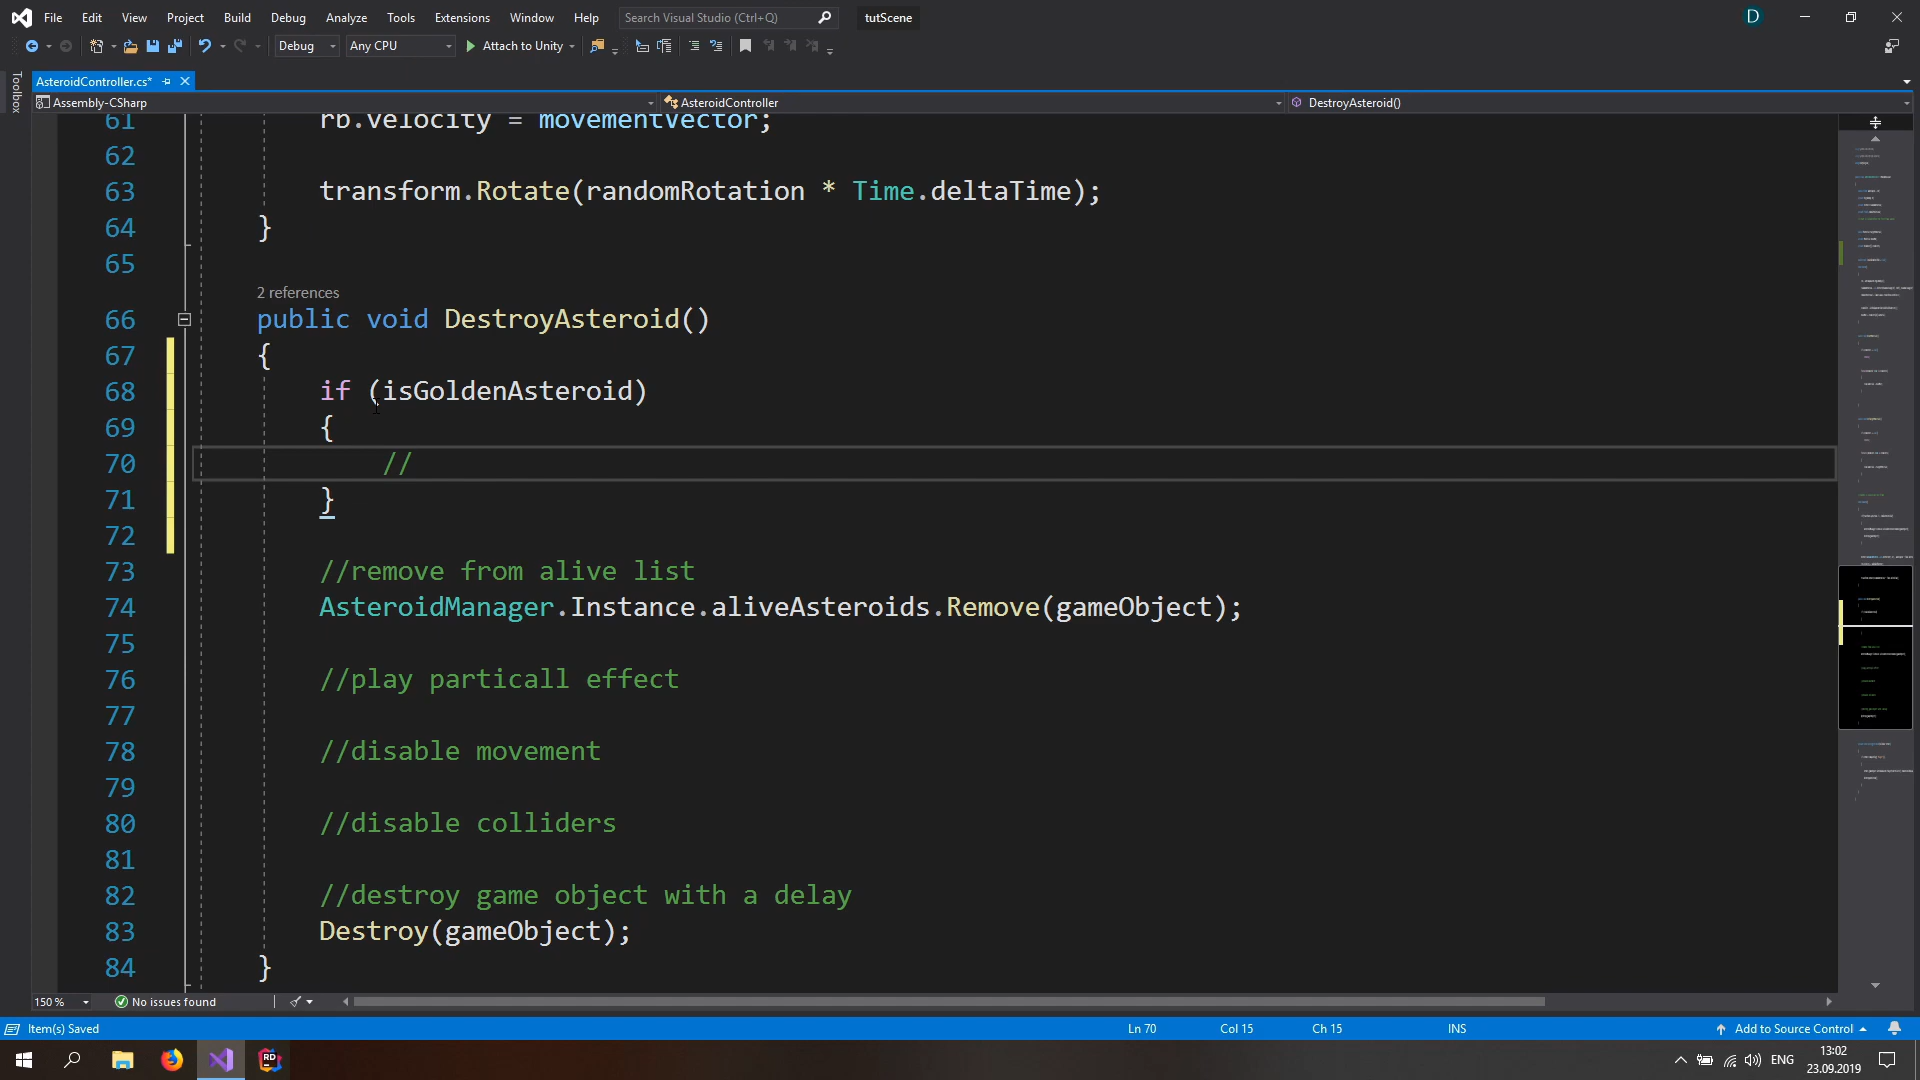 File Edit View Project Build Debug Analyze Tools Extensions Window Help Search Visual Studio (Ctrl+Q) tutScene D
Debug Any CPU Attach to Unity
Toolbox
AsteroidController.cs*
Assembly-CSharp AsteroidController DestroyAsteroid()
61 rb.velocity = movementVector;
62
63 transform.Rotate(randomRotation * Time.deltaTime);
64 }
65
2 references
66 public void DestroyAsteroid()
67 {
68 if (isGoldenAsteroid)
69 {
70 //
71 }
72
73 //remove from alive list
74 AsteroidManager.Instance.aliveAsteroids.Remove(gameObject);
75
76 //play particall effect
77
78 //disable movement
79
80 //disable colliders
81
82 //destroy game object with a delay
83 Destroy(gameObject);
84 }
150 % No issues found
Item(s) Saved Ln 70 Col 15 Ch 15 INS Add to Source Control
RD ENG 13:02
23.09.2019